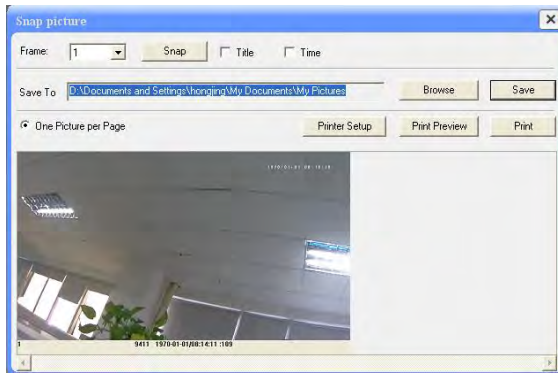 Snap picture
Frame: 1 Snap Title Time
Save To D:\Documents and Settings\hongjing\My Documents\My Pictures Browse Save
One Picture per Page Printer Setup Print Preview Print
1 9411 1970-01-01/08:14:11 :109